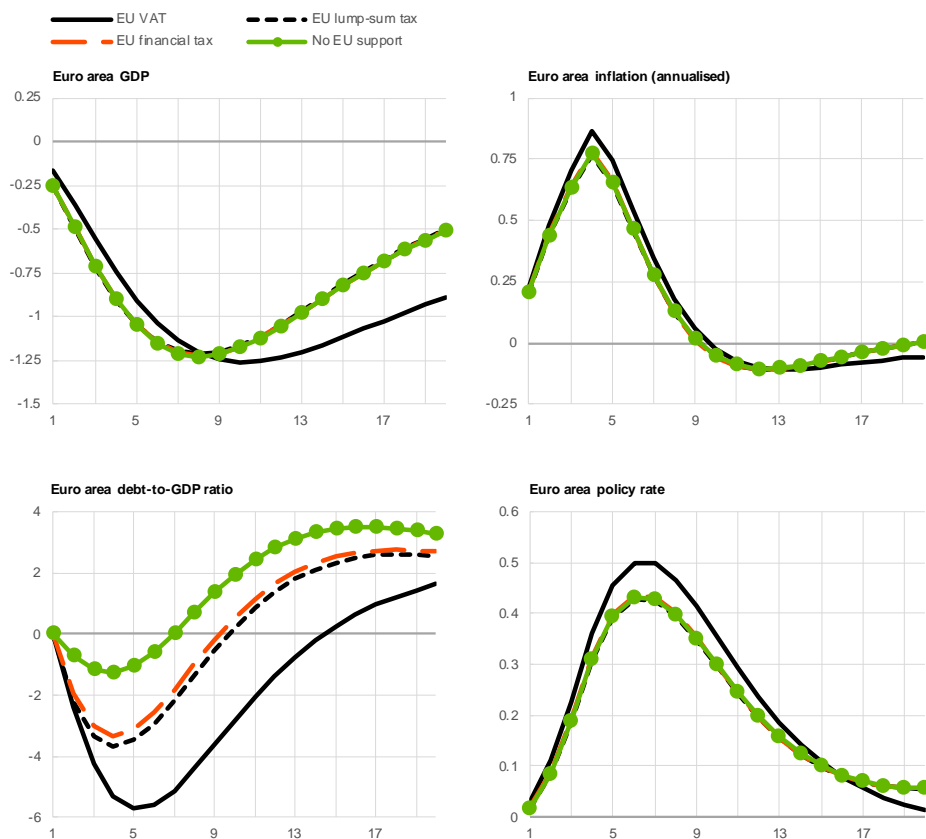 EU VAT
EU lump-sum tax
EU financial tax
No EU support
Euro area GDP
0.25
0
-0.25
-0.5
-0.75
-1
-1.25
-1.5
1 5 9 13 17
Euro area inflation (annualised)
1
0.75
0.5
0.25
0
-0.25
1 5 9 13 17
Euro area debt-to-GDP ratio
4
2
0
-2
-4
-6
1 5 9 13 17
Euro area policy rate
0.6
0.5
0.4
0.3
0.2
0.1
0
1 5 9 13 17